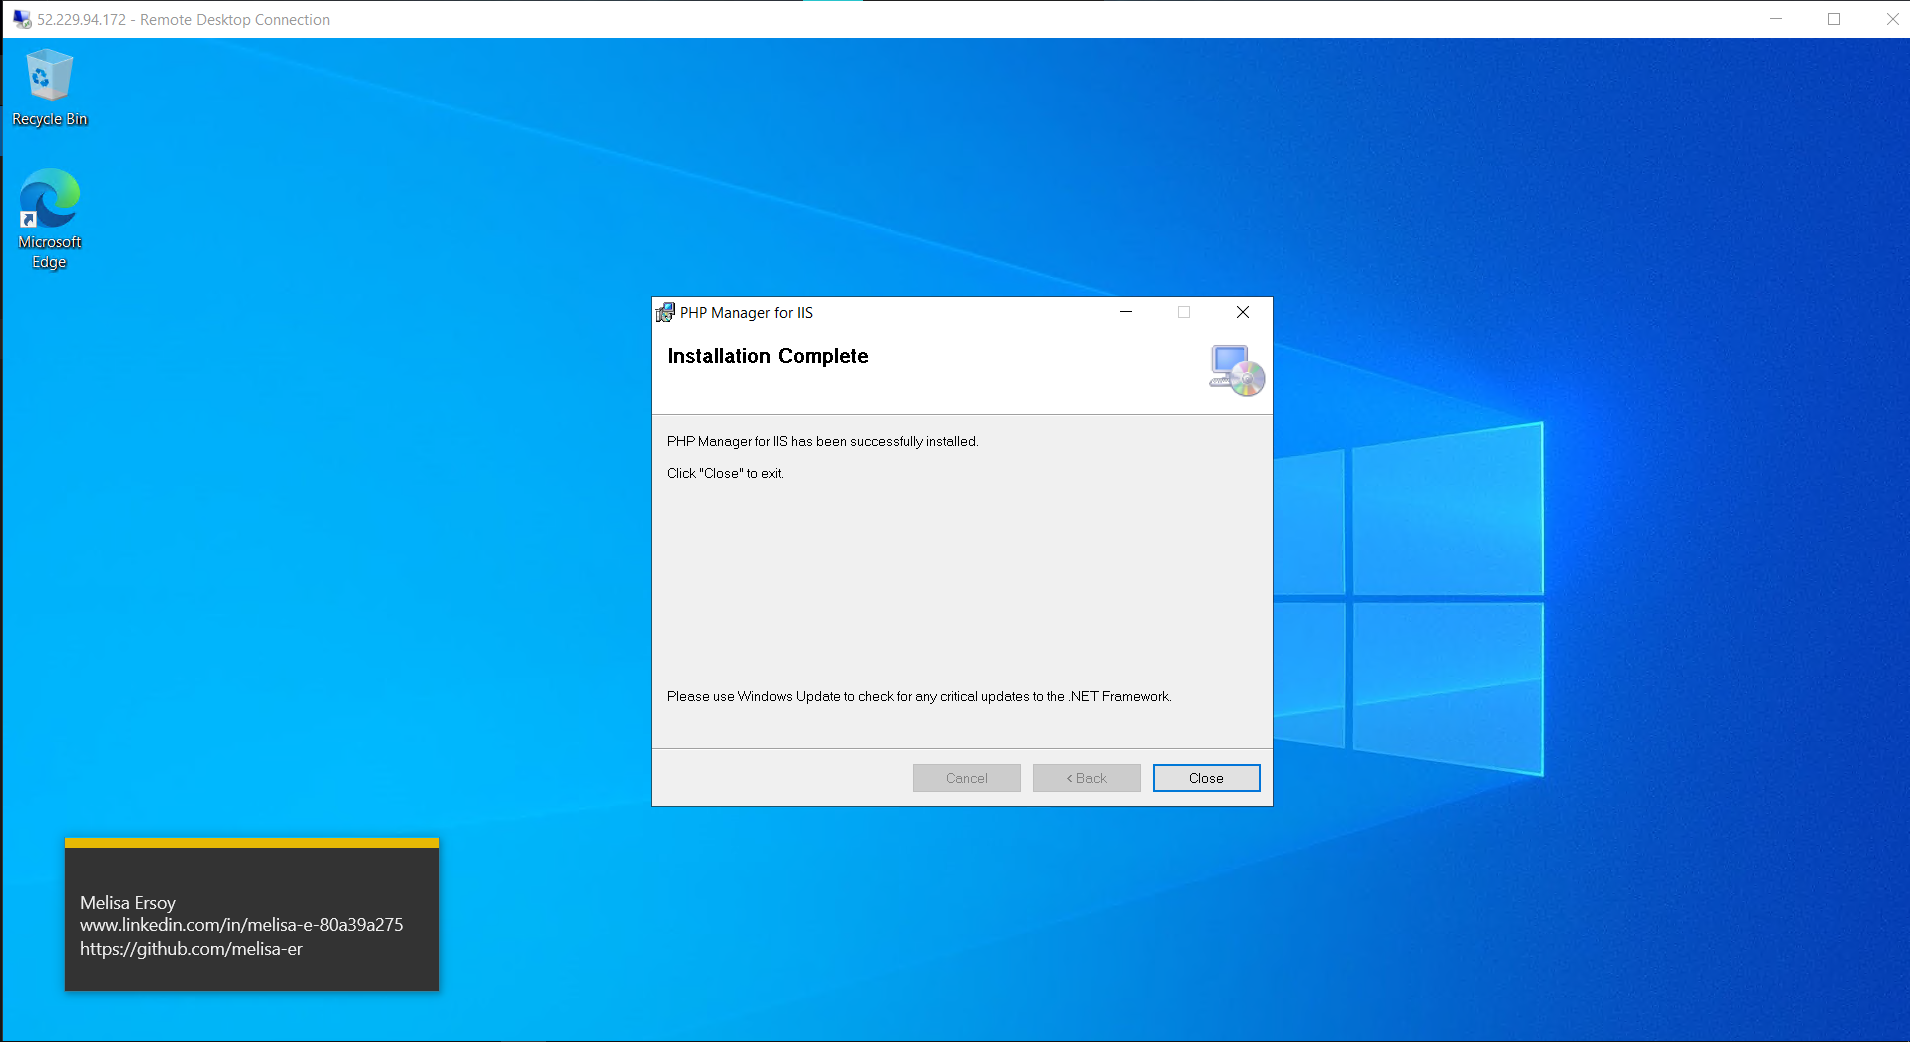 52.229.94.172 - Remote Desktop Connection
Recycle Bin
Microsoft
Edge
PHP Manager for IIS
Installation Complete
PHP Manager for IIS has been successfully installed.
Click "Close" to exit.
Please use Windows Update to check for any critical updates to the .NET Framework.
Cancel
< Back
Close
Melisa Ersoy
www.linkedin.com/in/melisa-e-80a39a275
https://github.com/melisa-er